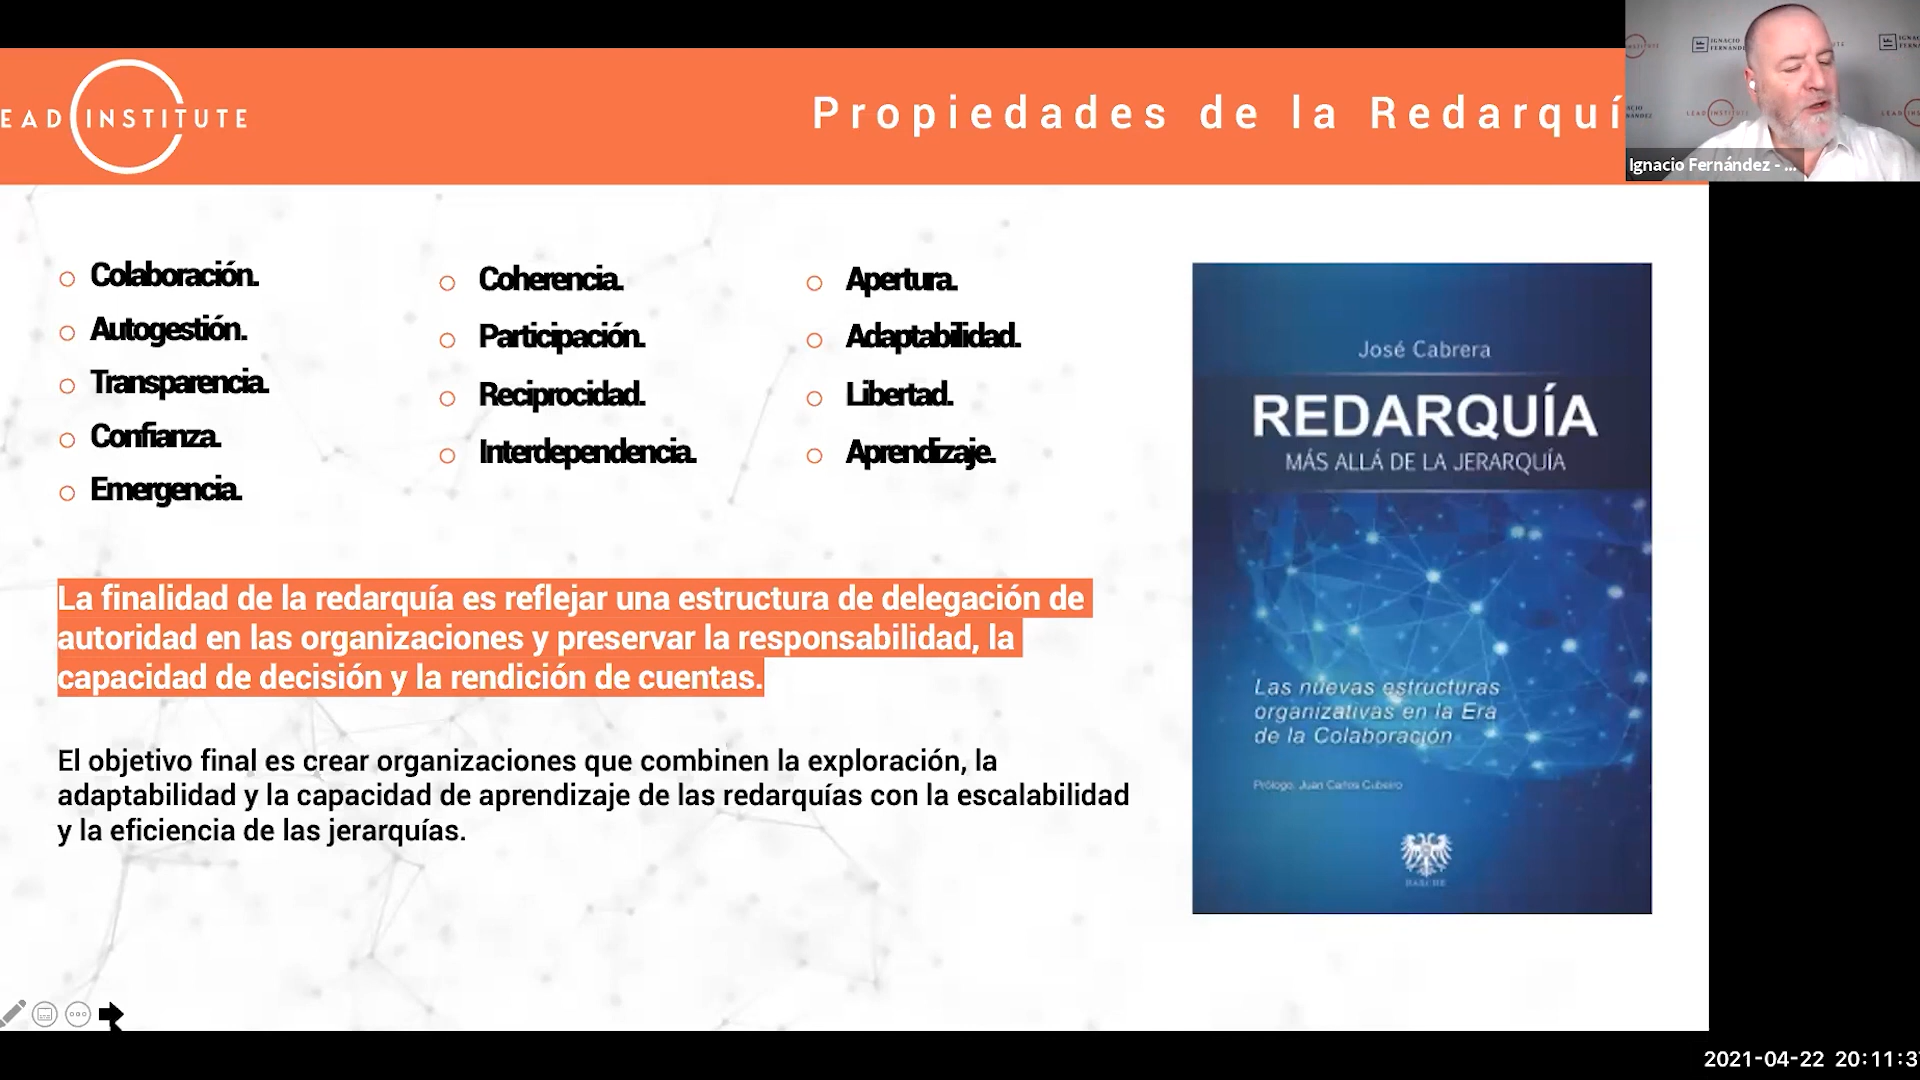 EAD INSTITUTE
Propiedades de la Redarquí
Ignacio Fernández - ...
Colaboración.
Autogestión.
Transparencia.
Confianza.
Emergencia.
Coherencia.
Participación.
Reciprocidad.
Interdependencia.
Apertura.
Adaptabilidad.
Libertad.
Aprendizaje.
La finalidad de la redarquía es reflejar una estructura de delegación de
autoridad en las organizaciones y preservar la responsabilidad, la
capacidad de decisión y la rendición de cuentas.
El objetivo final es crear organizaciones que combinen la exploración, la
adaptabilidad y la capacidad de aprendizaje de las redarquías con la escalabilidad
y la eficiencia de las jerarquías.
José Cabrera
REDARQUÍA
MÁS ALLÁ DE LA JERARQUÍA
Las nuevas estructuras
organizativas en la Era
de la Colaboración
Prólogo: Juan Carlos Cubeiro
2021-04-22 20:11:3